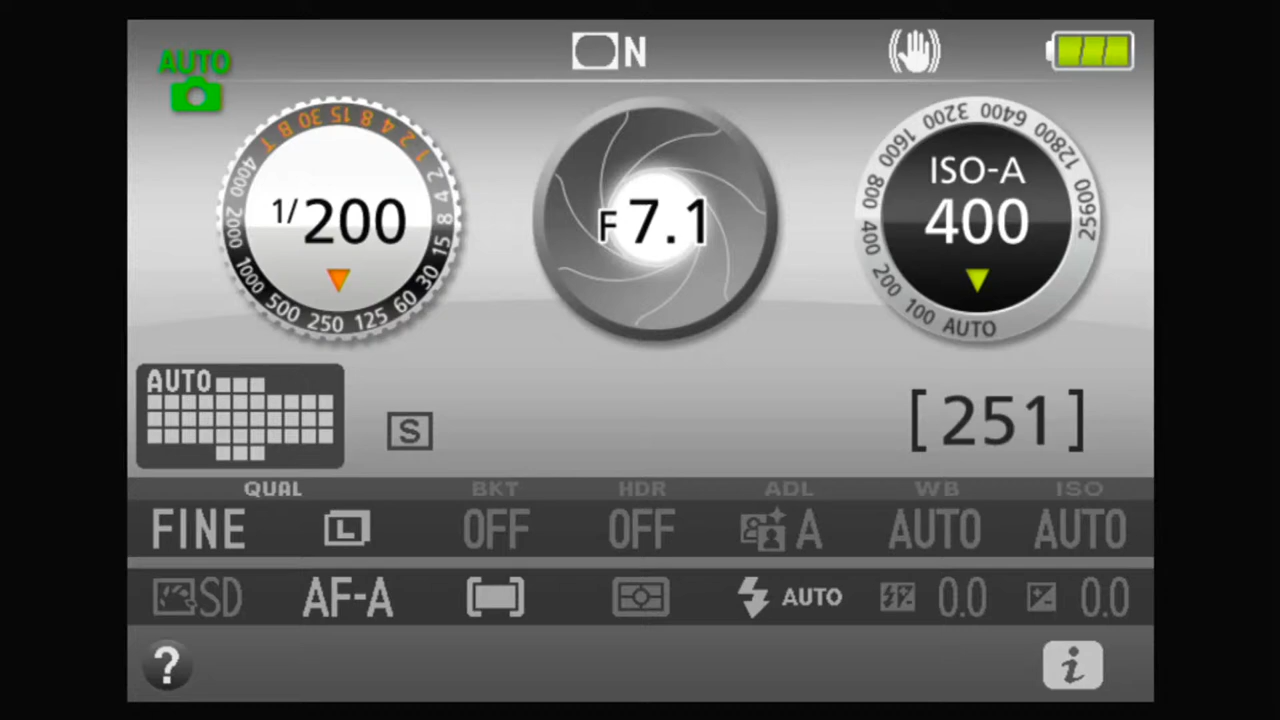 AUTO
N
T B 30 15 8 4 2 1 2 4 8 15 30 60 125 250 500 1000 2000 4000
1/200
F7.1
AUTO 100 200 400 800 1600 3200 6400 12800 25600
ISO-A
400
AUTO
S
[251]
QUAL BKT HDR ADL WB ISO
FINE L OFF OFF A AUTO AUTO
SD AF-A AUTO 0.0 0.0
? i